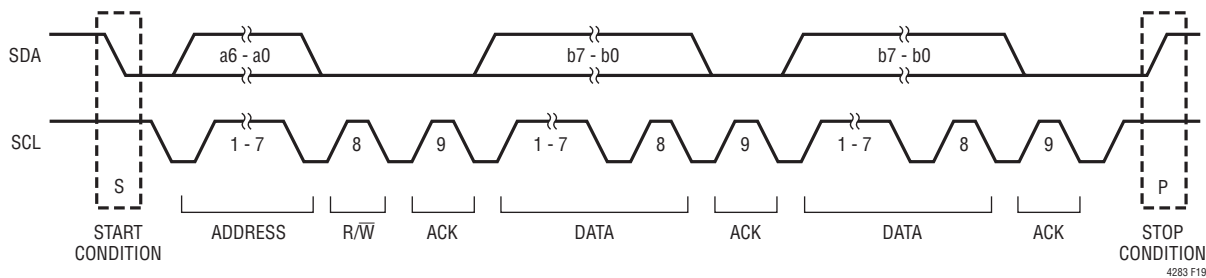 SDA
a6 - a0
b7 - b0
b7 - b0
SCL
1 - 7
8
9
1 - 7
8
9
1 - 7
8
9
S
P
START
CONDITION
ADDRESS
R/W̅
ACK
DATA
ACK
DATA
ACK
STOP
CONDITION
4283 F19